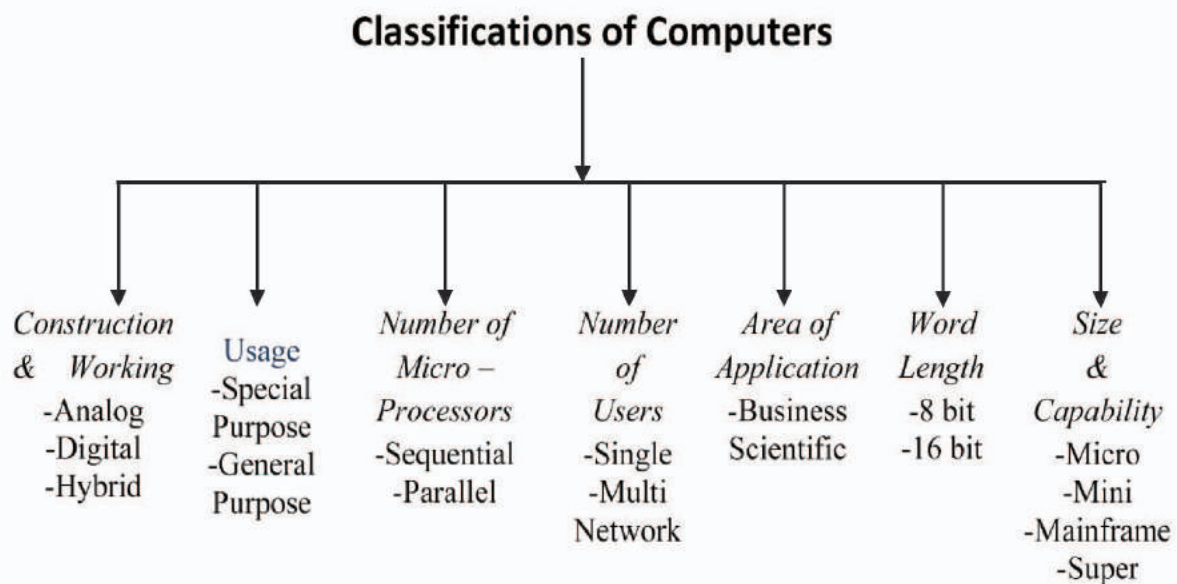 Classifications of Computers
Construction
& Working
-Analog
-Digital
-Hybrid
Usage
-Special
Purpose
-General
Purpose
Number of
Micro –
Processors
-Sequential
-Parallel
Number
of
Users
-Single
-Multi
Network
Area of
Application
-Business
Scientific
Word
Length
-8 bit
-16 bit
Size
&
Capability
-Micro
-Mini
-Mainframe
-Super